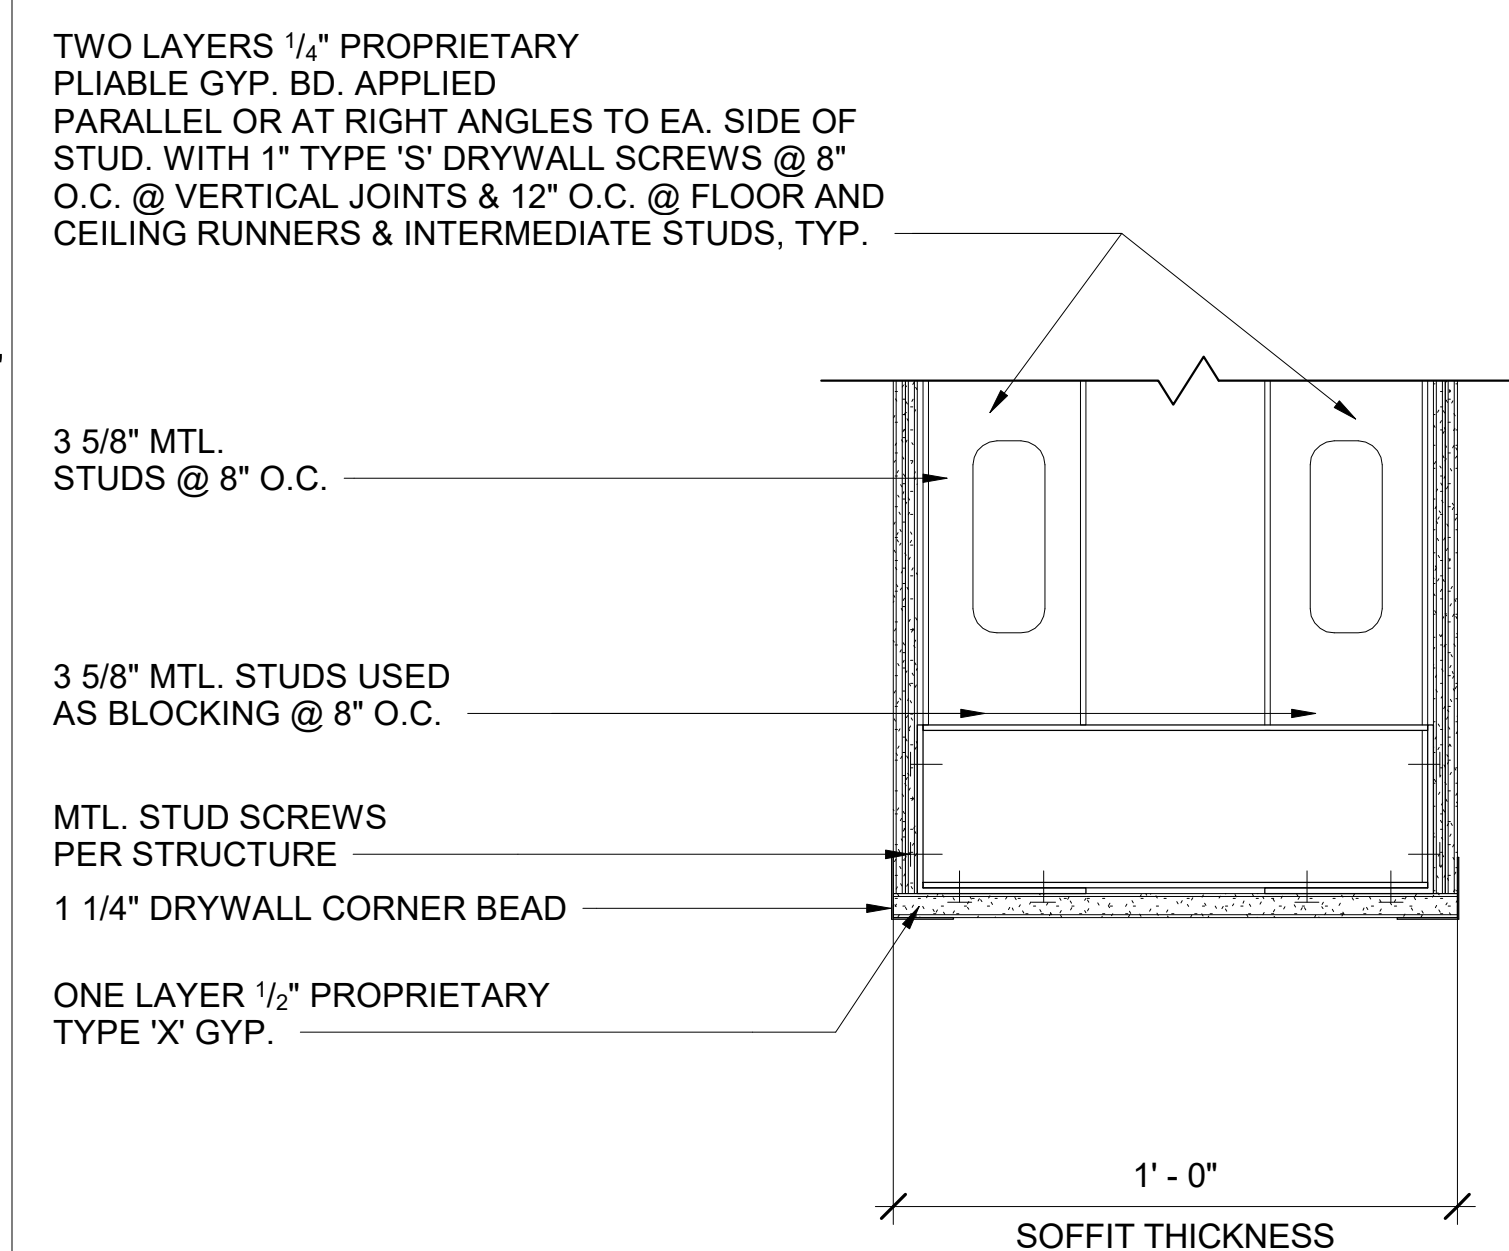 TWO LAYERS 1/4" PROPRIETARY
PLIABLE GYP. BD. APPLIED
PARALLEL OR AT RIGHT ANGLES TO EA. SIDE OF
STUD. WITH 1" TYPE 'S' DRYWALL SCREWS @ 8"
O.C. @ VERTICAL JOINTS & 12" O.C. @ FLOOR AND
CEILING RUNNERS & INTERMEDIATE STUDS, TYP.
3 5/8" MTL.
STUDS @ 8" O.C.
3 5/8" MTL. STUDS USED
AS BLOCKING @ 8" O.C.
MTL. STUD SCREWS
PER STRUCTURE
1 1/4" DRYWALL CORNER BEAD
ONE LAYER 1/2" PROPRIETARY
TYPE 'X' GYP.
1' - 0"
SOFFIT THICKNESS